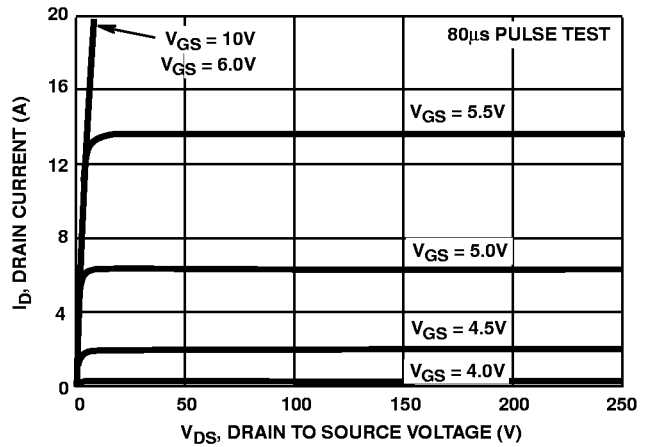 20
16
12
8
4
0
I_D, DRAIN CURRENT (A)
V_GS = 10V
V_GS = 6.0V
80μs PULSE TEST
V_GS = 5.5V
V_GS = 5.0V
V_GS = 4.5V
V_GS = 4.0V
0 50 100 150 200 250
V_DS, DRAIN TO SOURCE VOLTAGE (V)